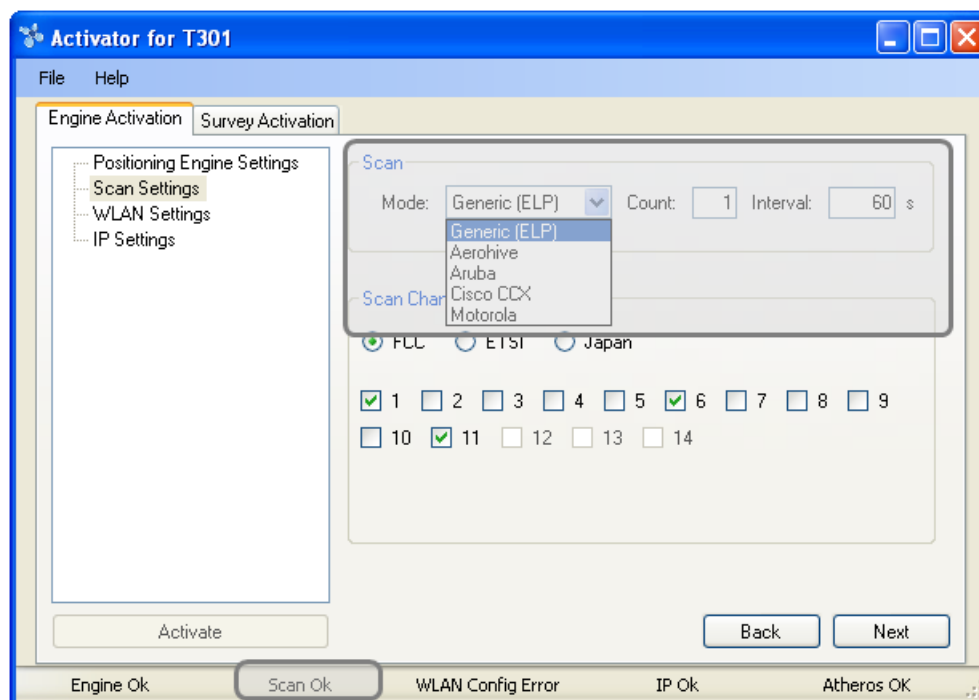 Activator for T301
File Help
Engine Activation Survey Activation
Positioning Engine Settings
Scan Settings
WLAN Settings
IP Settings
Scan
Mode: Generic (ELP) Count: 1 Interval: 60 s
Generic (ELP)
Aerohive
Aruba
Cisco CCX
Motorola
Scan
FCC ETSI Japan
1 2 3 4 5 6 7 8 9
10 11 12 13 14
Activate
Back Next
Engine Ok Scan Ok WLAN Config Error IP Ok Atheros OK